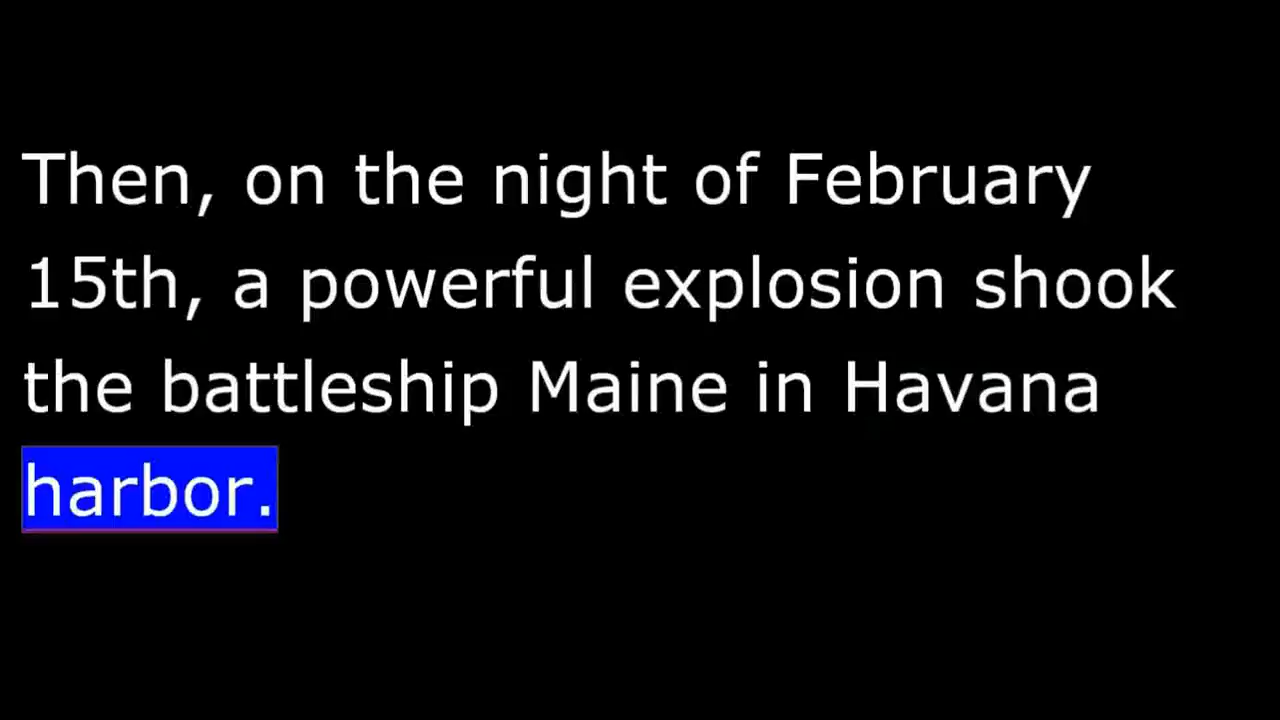 Then, on the night of February
15th, a powerful explosion shook
the battleship Maine in Havana
harbor.